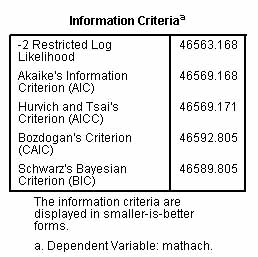 Information Criteriaa
-2 Restricted Log 46563.168
Likelihood
Akaike's Information 46569.168
Criterion (AIC)
Hurvich and Tsai's 46569.171
Criterion (AICC)
Bozdogan's Criterion 46592.805
(CAIC)
Schwarz's Bayesian 46589.805
Criterion (BIC)
The information criteria are
displayed in smaller-is-better
forms.
a. Dependent Variable: mathach.